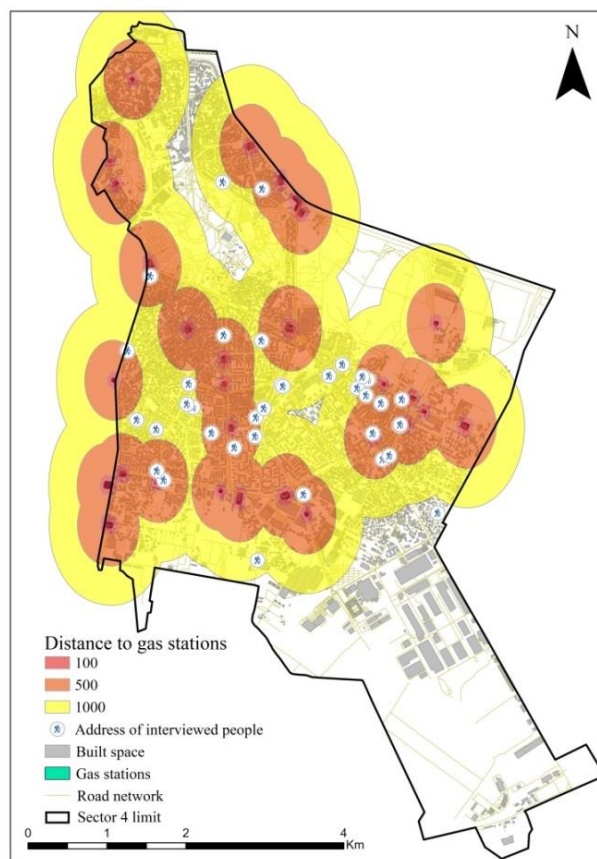 N
Distance to gas stations
100
500
1000
Address of interviewed people
Built space
Gas stations
Road network
Sector 4 limit
0 1 2 4
Km